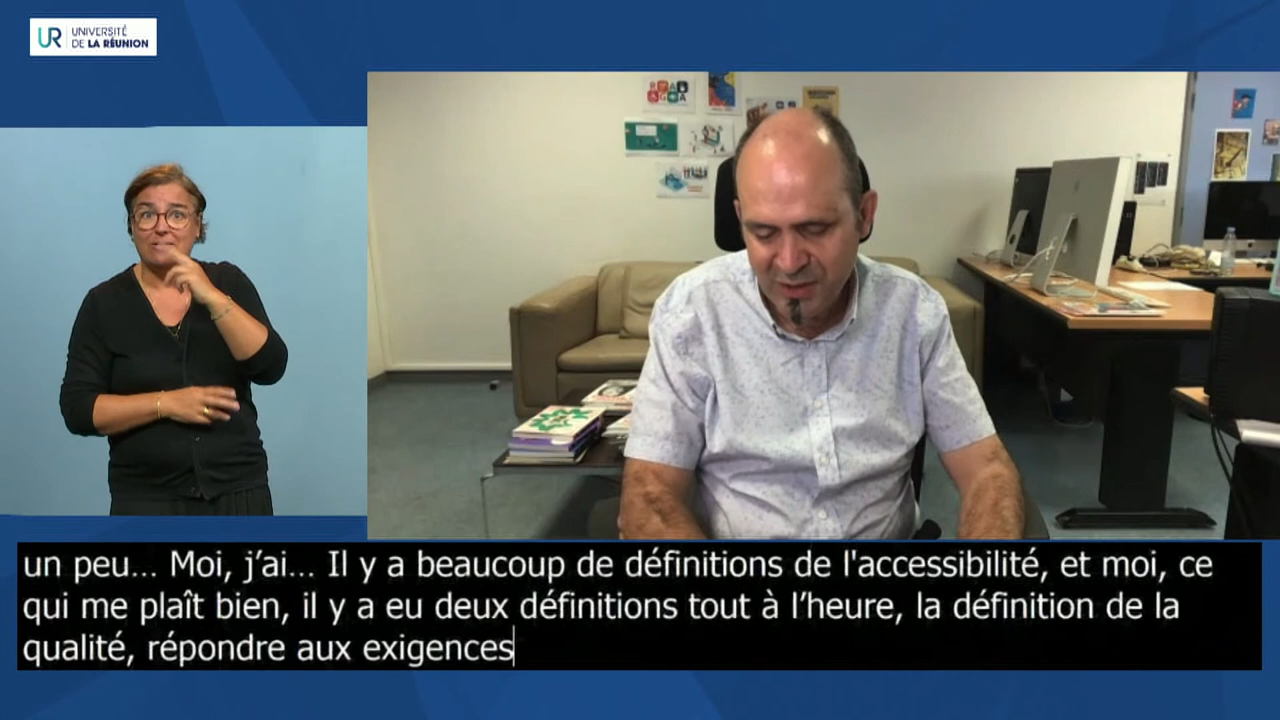 UR UNIVERSITÉ
DE LA RÉUNION
un peu... Moi, j’ai... Il y a beaucoup de définitions de l'accessibilité, et moi, ce
qui me plaît bien, il y a eu deux définitions tout à l’heure, la définition de la
qualité, répondre aux exigences